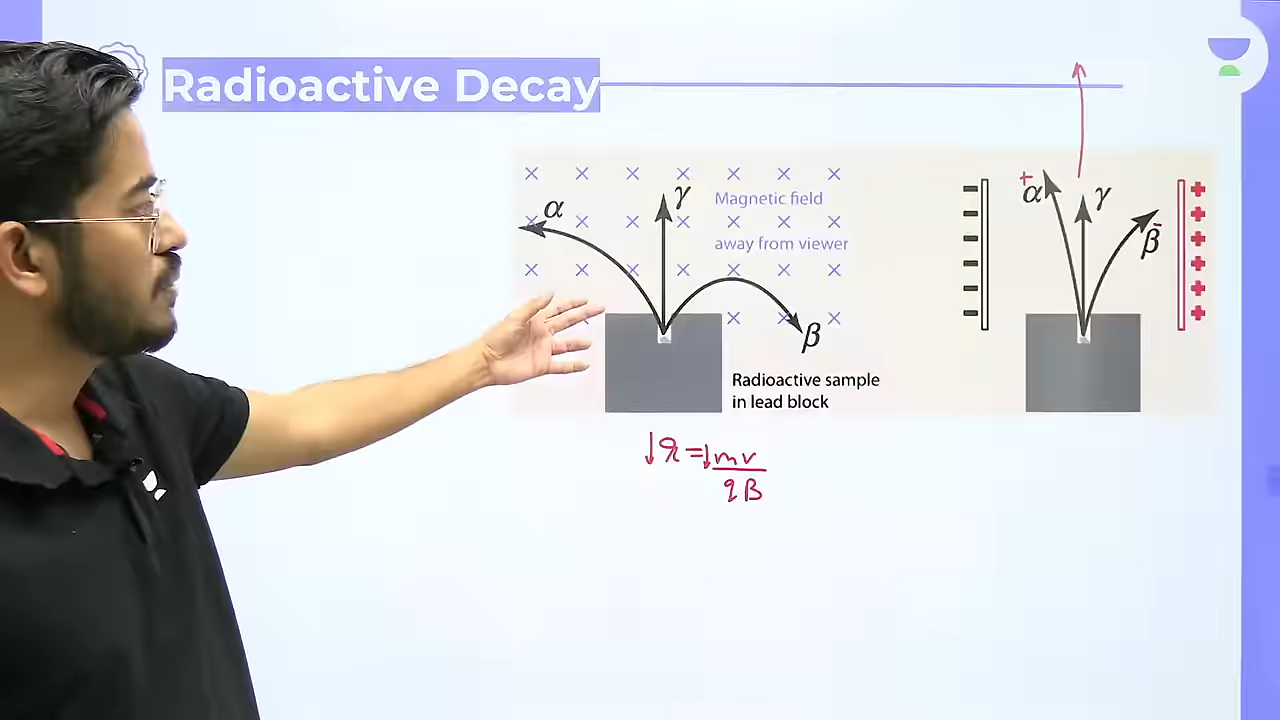 Radioactive Decay
α
γ
Magnetic field
away from viewer
β
Radioactive sample
in lead block
+
α
γ
β-
↓r = ↓mv
qB